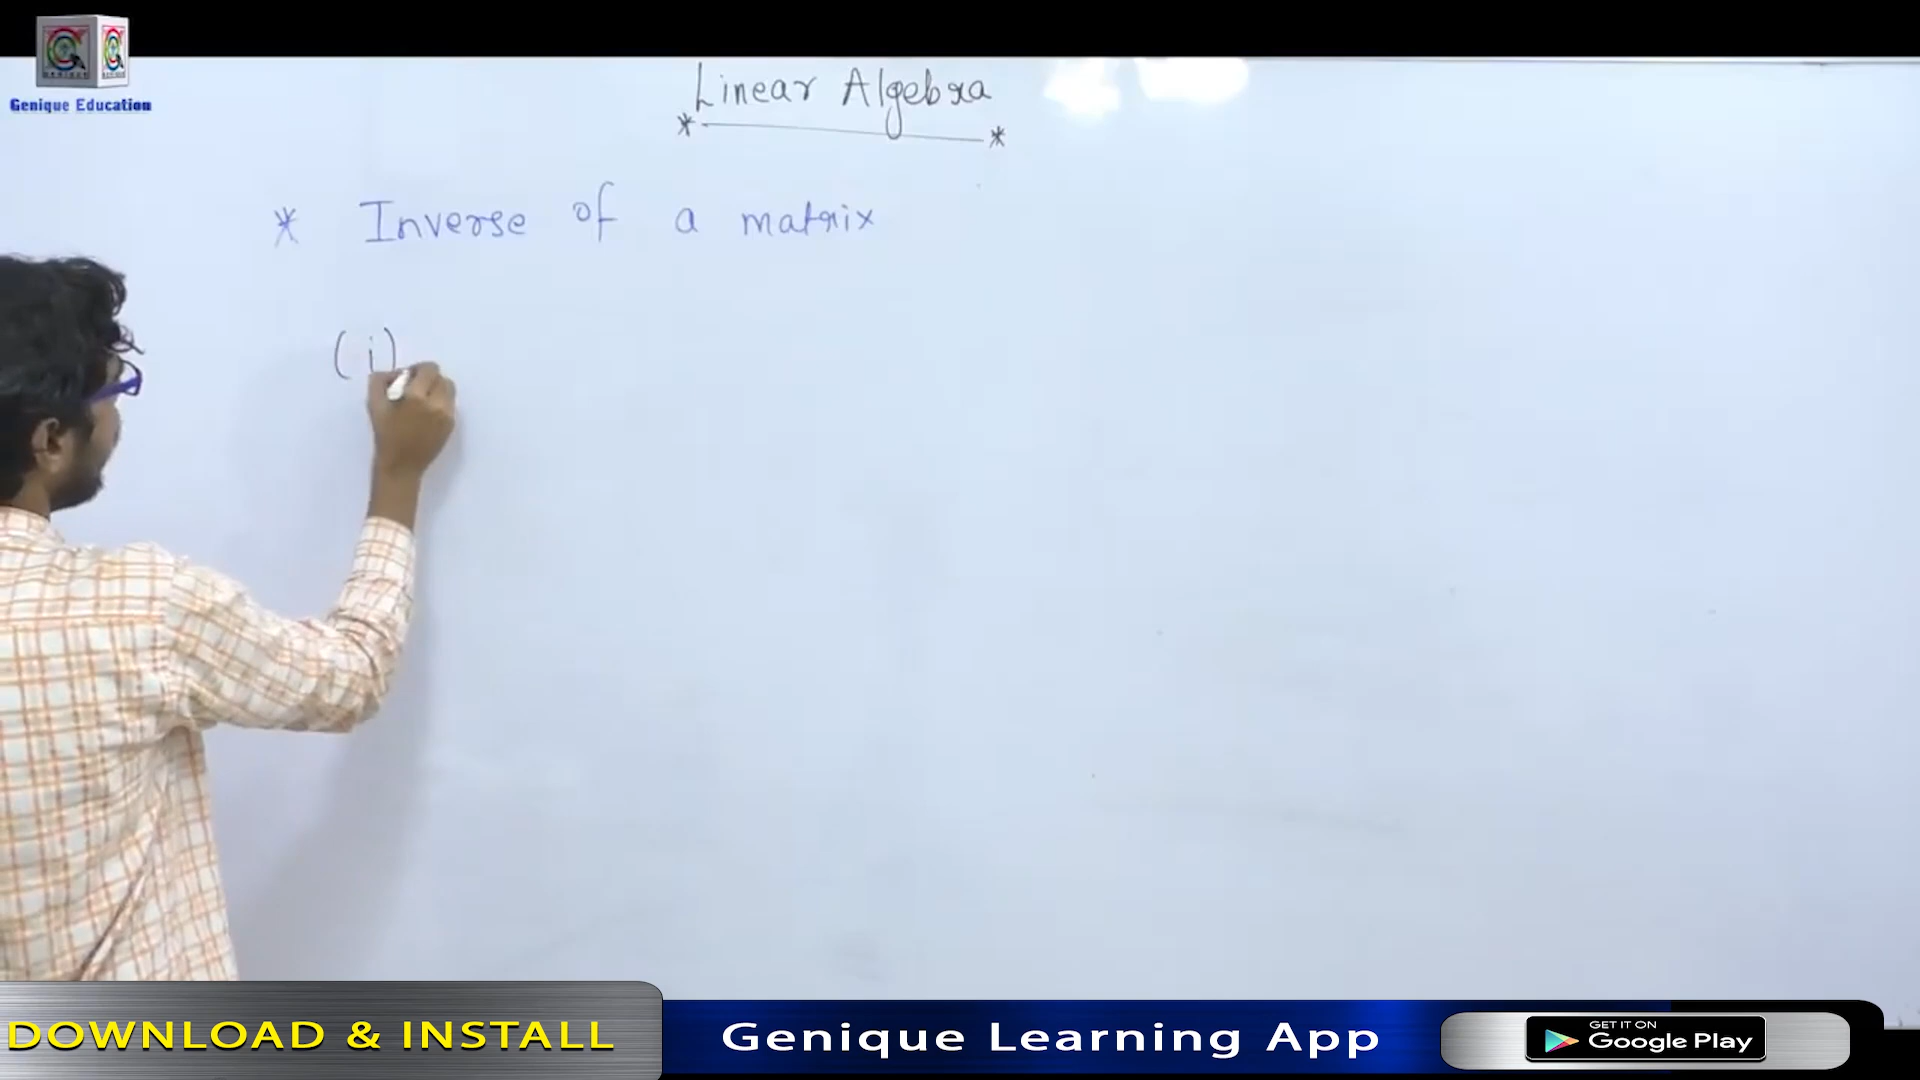 Genique Education
Linear Algebra
* *
* Inverse of a matrix
(i)
DOWNLOAD & INSTALL
Genique Learning App
GET IT ON
Google Play